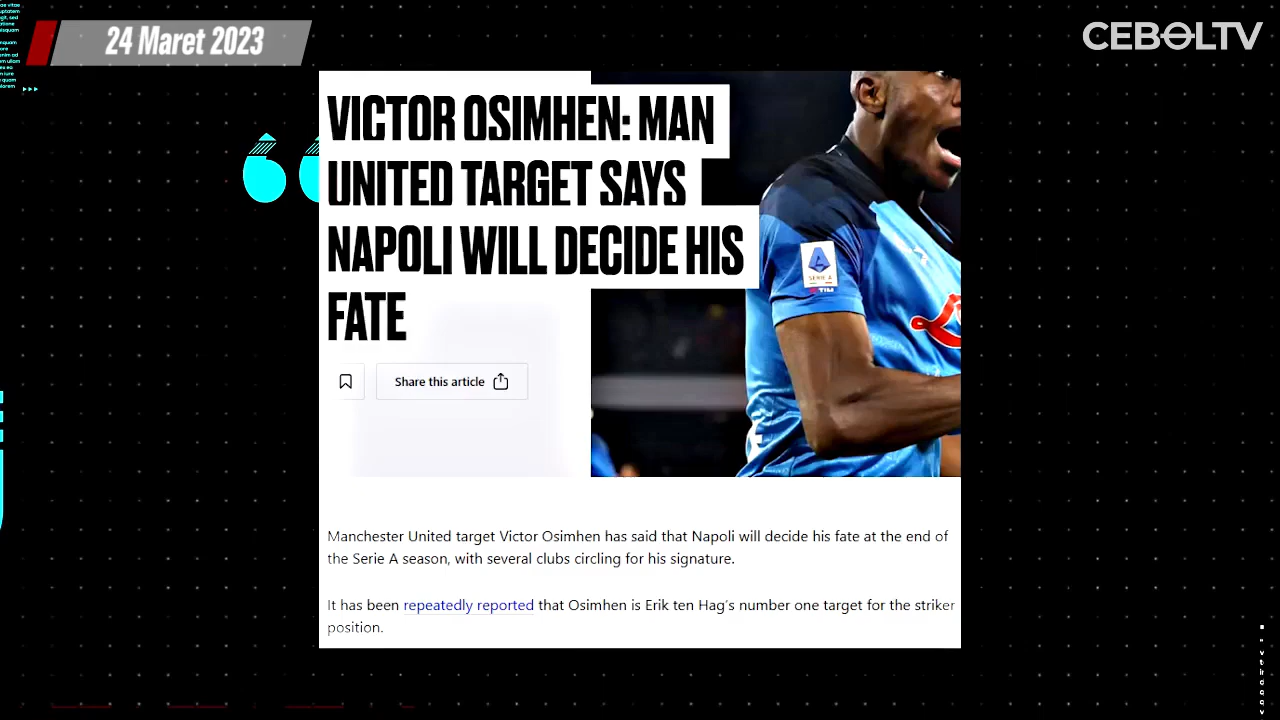 24 Maret 2023
CEBOLTV
VICTOR OSIMHEN: MAN
UNITED TARGET SAYS
NAPOLI WILL DECIDE HIS
FATE
SERIE A
TIM
Share this article
Manchester United target Victor Osimhen has said that Napoli will decide his fate at the end of
the Serie A season, with several clubs circling for his signature.
It has been repeatedly reported that Osimhen is Erik ten Hag's number one target for the striker
position.